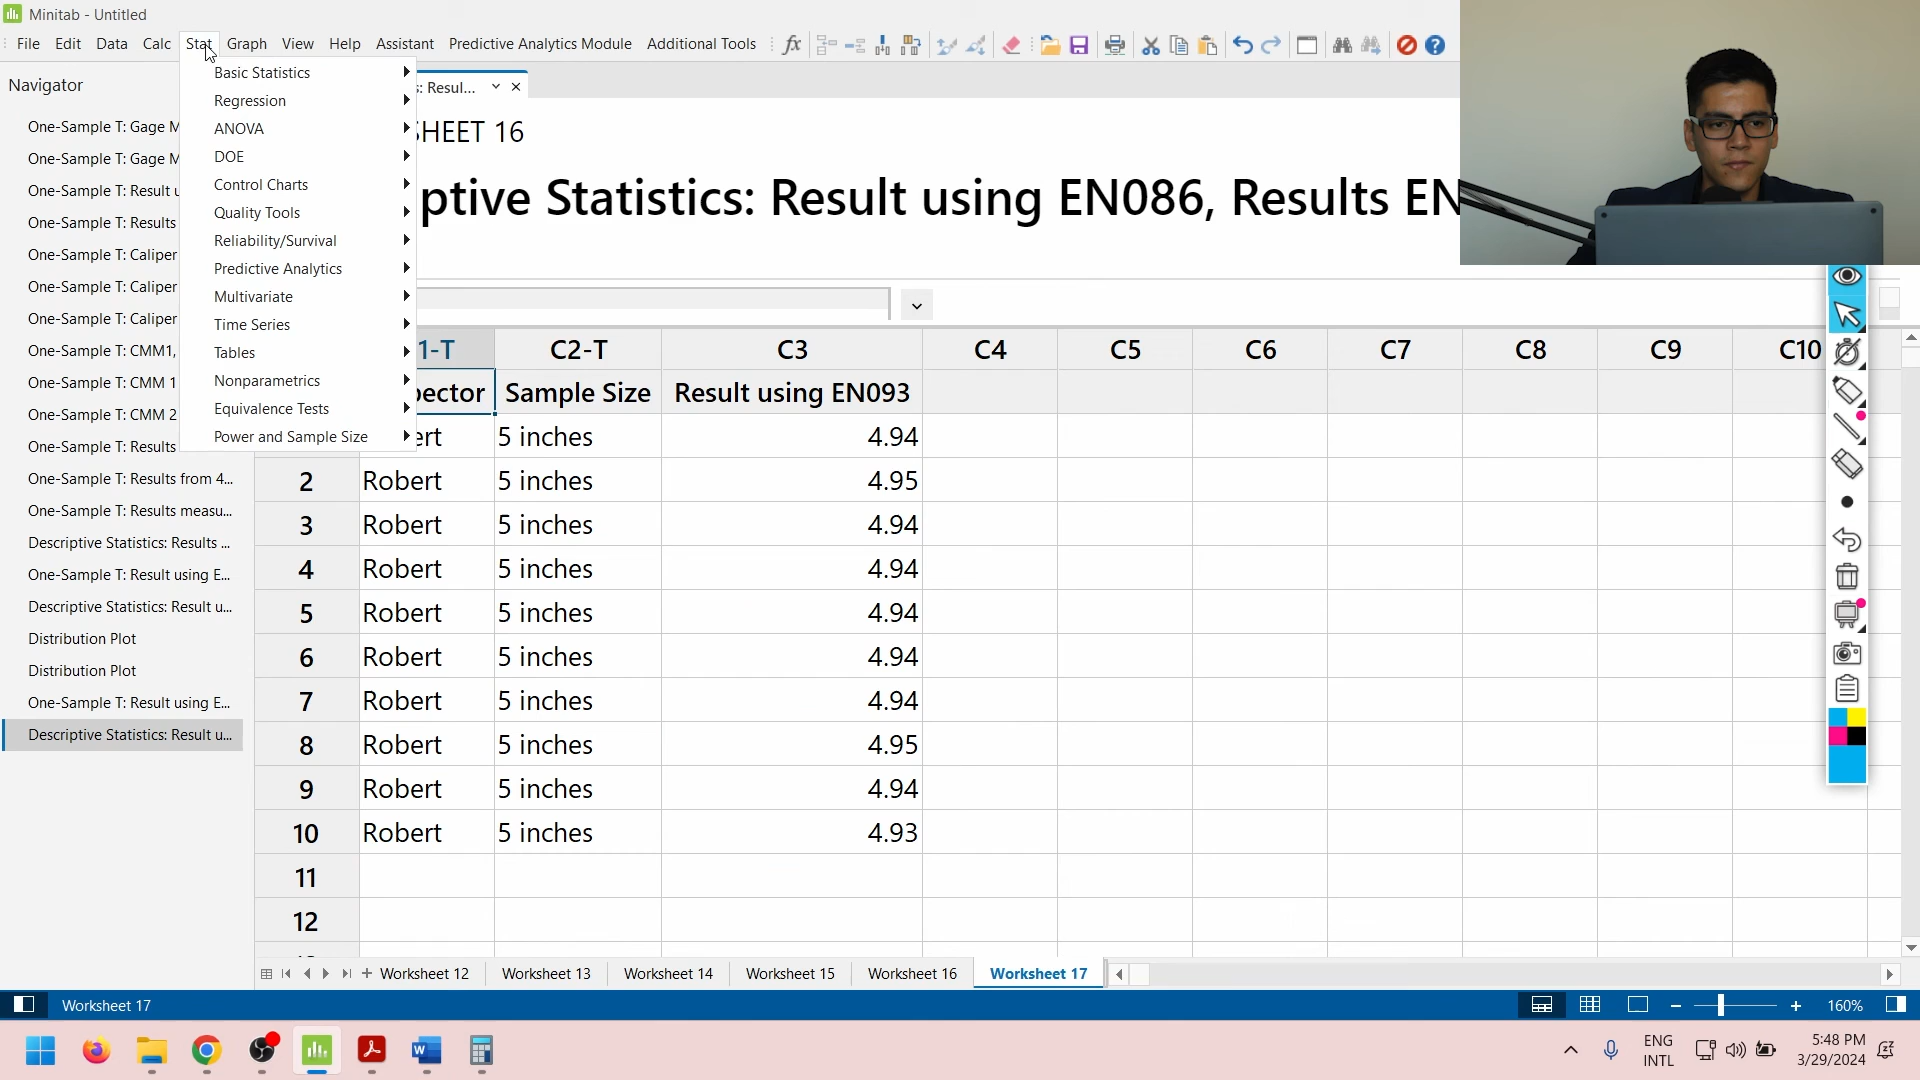 Minitab - Untitled
File Edit Data Calc Stat Graph View Help Assistant Predictive Analytics Module Additional Tools
Navigator
One-Sample T: Gage M
One-Sample T: Gage M
One-Sample T: Result u
One-Sample T: Results
One-Sample T: Caliper
One-Sample T: Caliper
One-Sample T: Caliper
One-Sample T: CMM1,
One-Sample T: CMM 1
One-Sample T: CMM 2
One-Sample T: Results
One-Sample T: Results from 4...
One-Sample T: Results measu...
Descriptive Statistics: Results ...
One-Sample T: Result using E...
Descriptive Statistics: Result u...
Distribution Plot
Distribution Plot
One-Sample T: Result using E...
Descriptive Statistics: Result u...
Basic Statistics
Regression
ANOVA
DOE
Control Charts
Quality Tools
Reliability/Survival
Predictive Analytics
Multivariate
Time Series
Tables
Nonparametrics
Equivalence Tests
Power and Sample Size
: Resul...
SHEET 16
ptive Statistics: Result using EN086, Results EN
1-T C2-T C3 C4 C5 C6 C7 C8 C9 C10
pector Sample Size Result using EN093
ert 5 inches 4.94
2 Robert 5 inches 4.95
3 Robert 5 inches 4.94
4 Robert 5 inches 4.94
5 Robert 5 inches 4.94
6 Robert 5 inches 4.94
7 Robert 5 inches 4.94
8 Robert 5 inches 4.95
9 Robert 5 inches 4.94
10 Robert 5 inches 4.93
11
12
Worksheet 12 Worksheet 13 Worksheet 14 Worksheet 15 Worksheet 16 Worksheet 17
Worksheet 17
160%
ENG
INTL
5:48 PM
3/29/2024